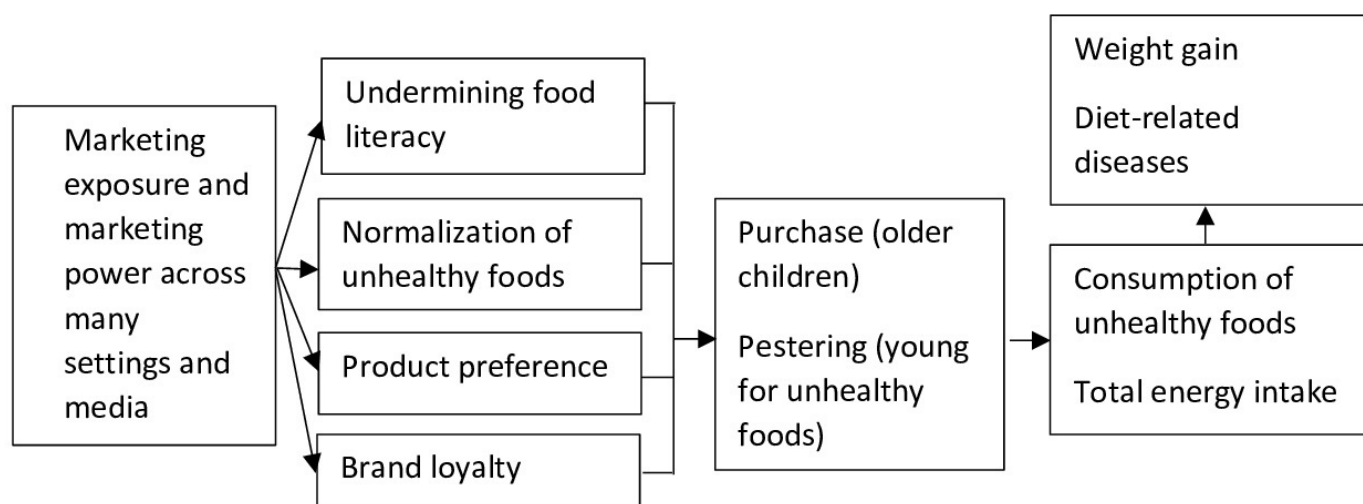 Marketing
exposure and
marketing
power across
many
settings and
media
Undermining food
literacy
Normalization of
unhealthy foods
Product preference
Brand loyalty
Purchase (older
children)
Pestering (young
for unhealthy
foods)
Weight gain
Diet-related
diseases
Consumption of
unhealthy foods
Total energy intake